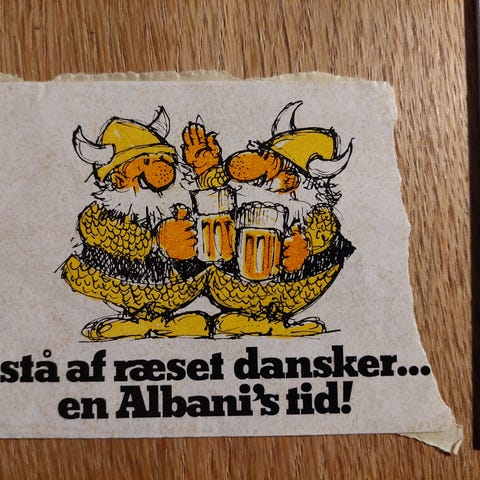 stå af ræset dansker...
en Albani's tid!